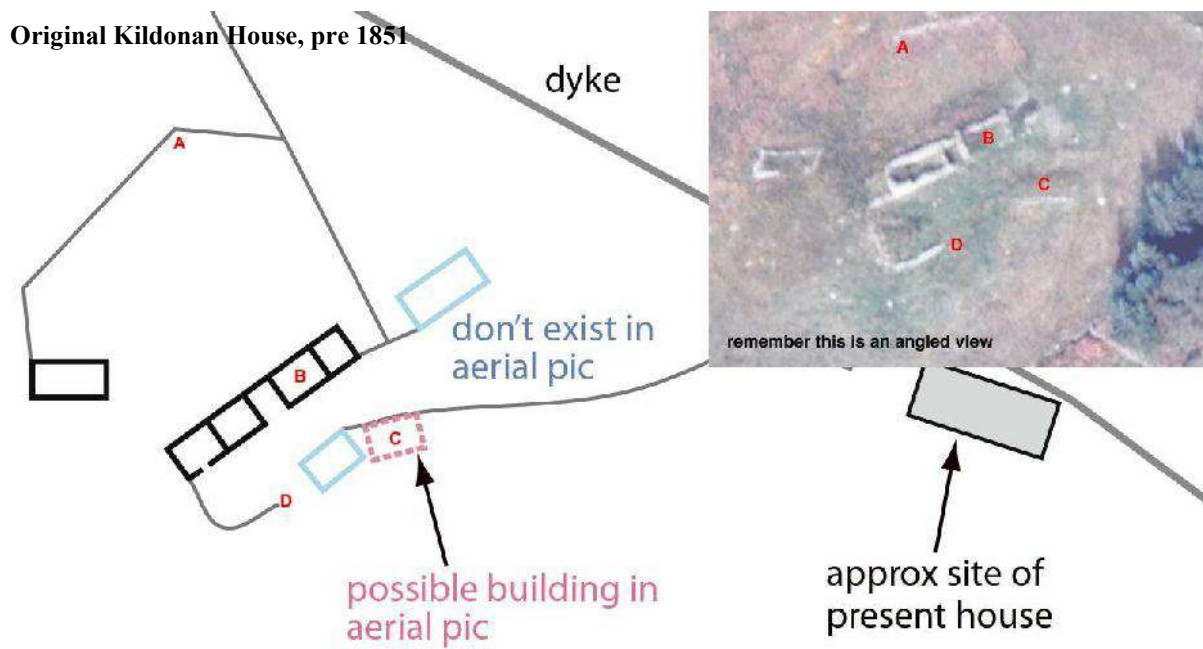 Original Kildonan House, pre 1851
dyke
A
A
B
C
D
remember this is an angled view
don't exist in
aerial pic
B
C
D
possible building in
aerial pic
approx site of
present house